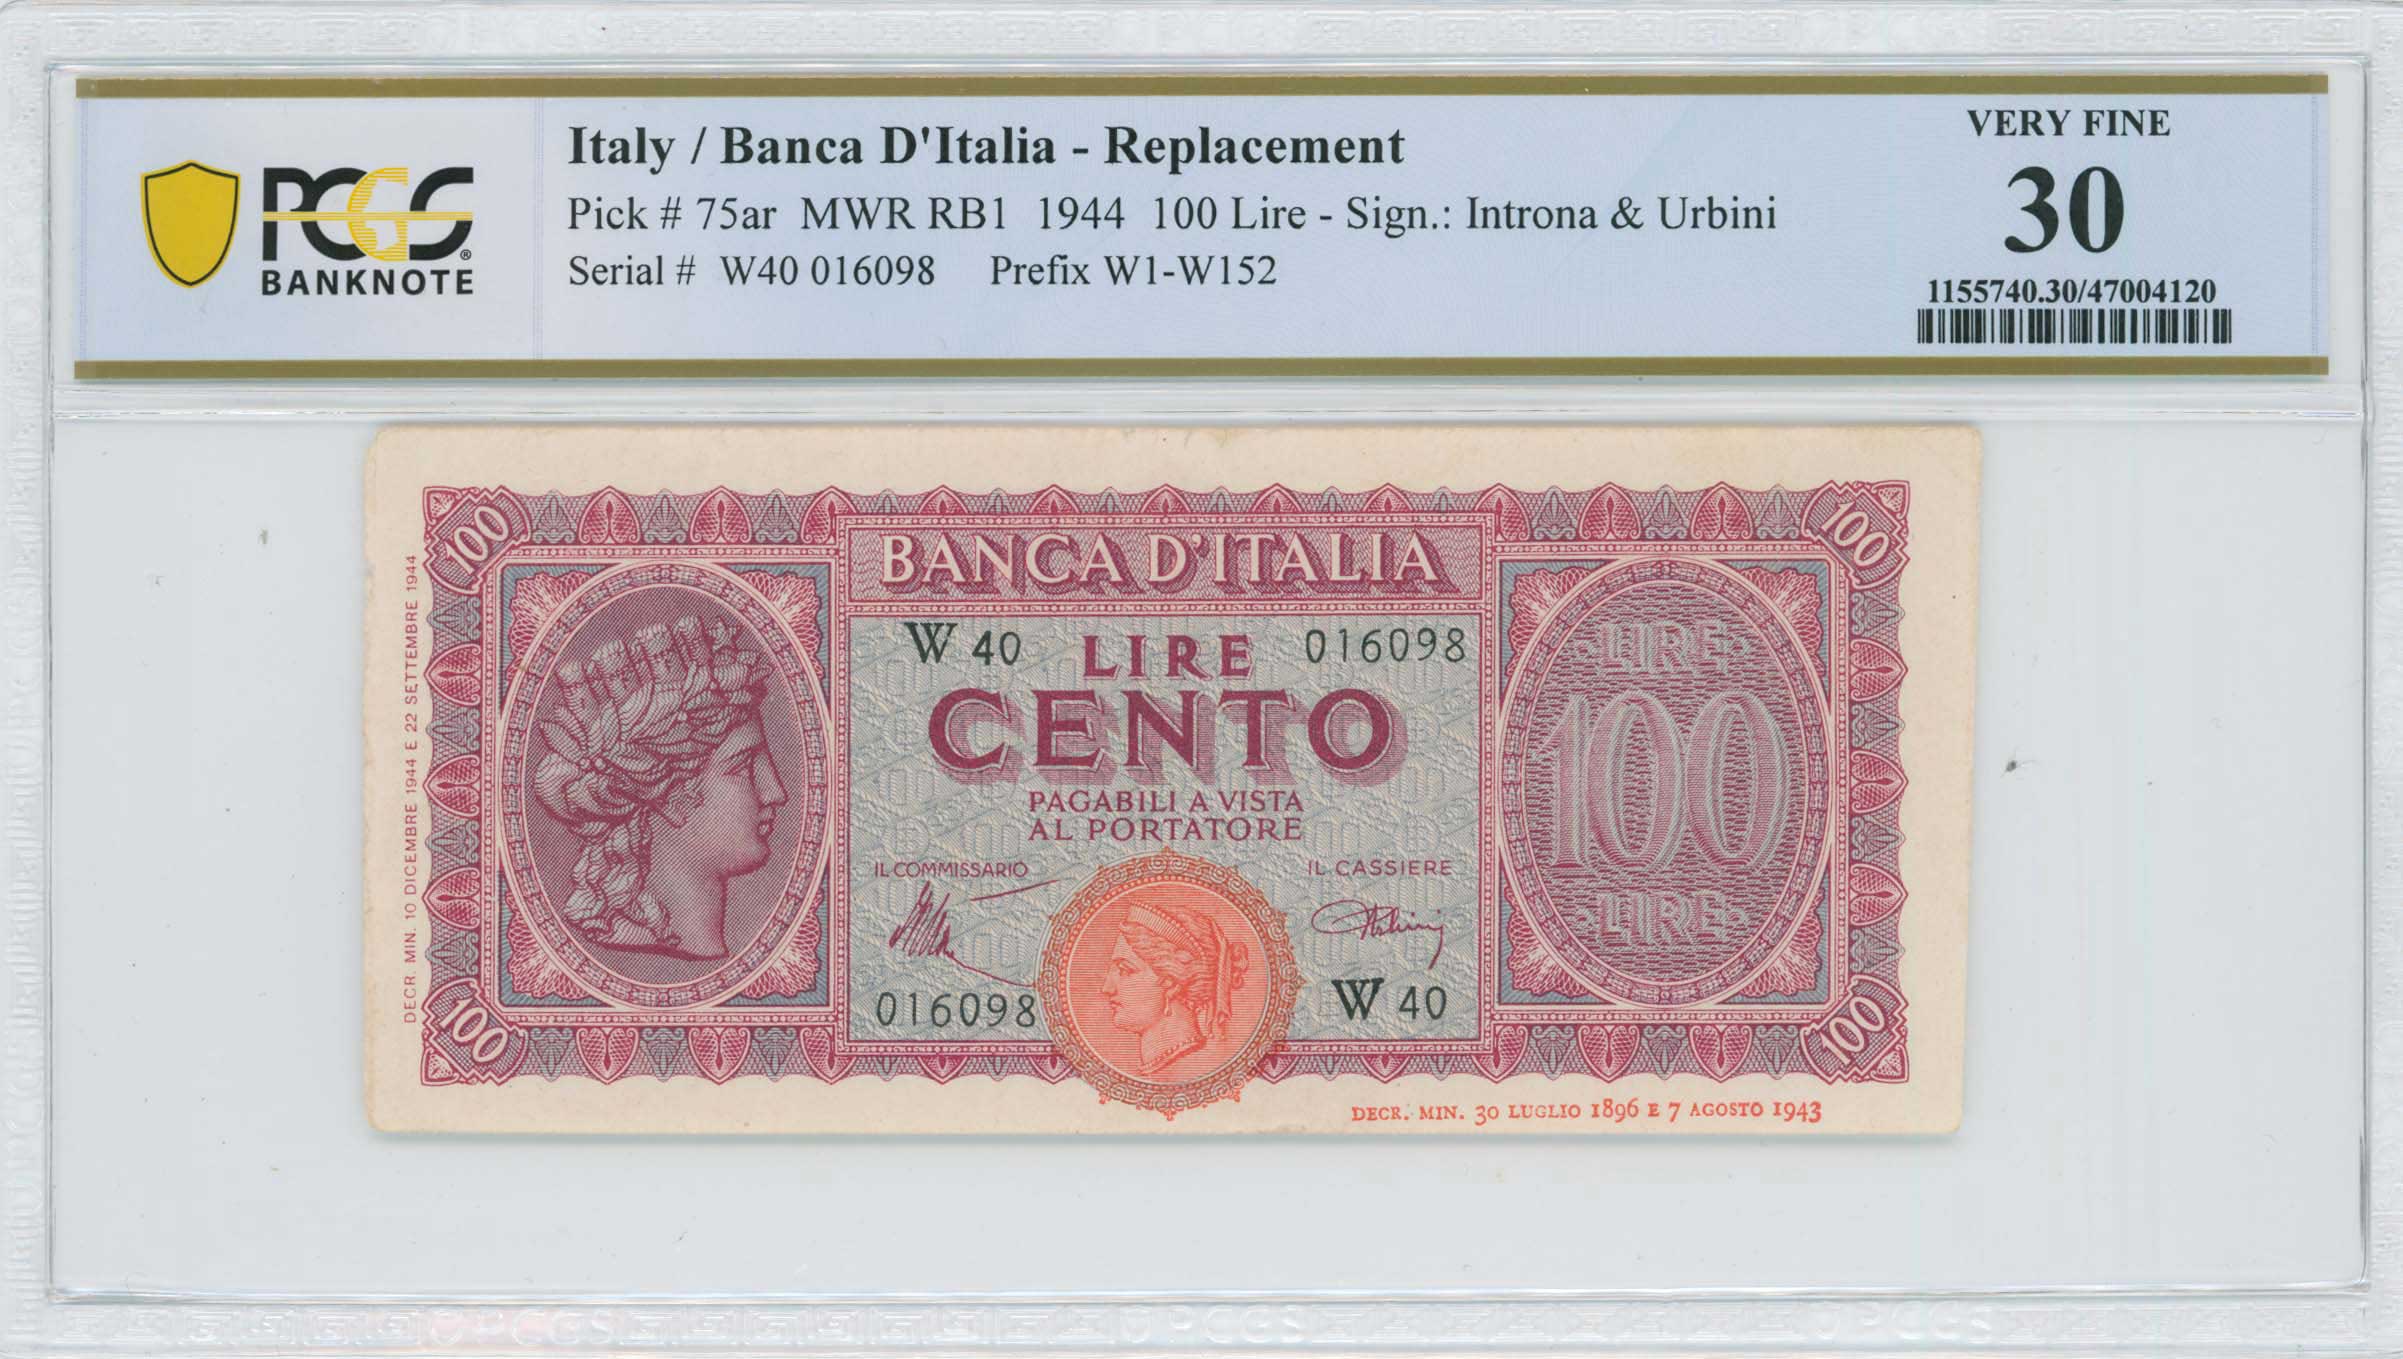 PCGS
BANKNOTE
Italy / Banca D'Italia - Replacement
Pick # 75ar MWR RB1 1944 100 Lire - Sign.: Introna & Urbini
Serial # W40 016098 Prefix W1-W152
VERY FINE
30
1155740.30/47004120
100
100
BANCA D'ITALIA
W 40
LIRE
016098
CENTO
PAGABILI A VISTA
AL PORTATORE
IL COMMISSARIO
IL CASSIERE
016098
W 40
LIRE
100
LIRE
100
100
DECR. MIN. 10 DICEMBRE 1944 E 22 SETTEMBRE 1944
DECR. MIN. 30 LUGLIO 1896 E 7 AGOSTO 1943
PCGS
PCGS
PCGS